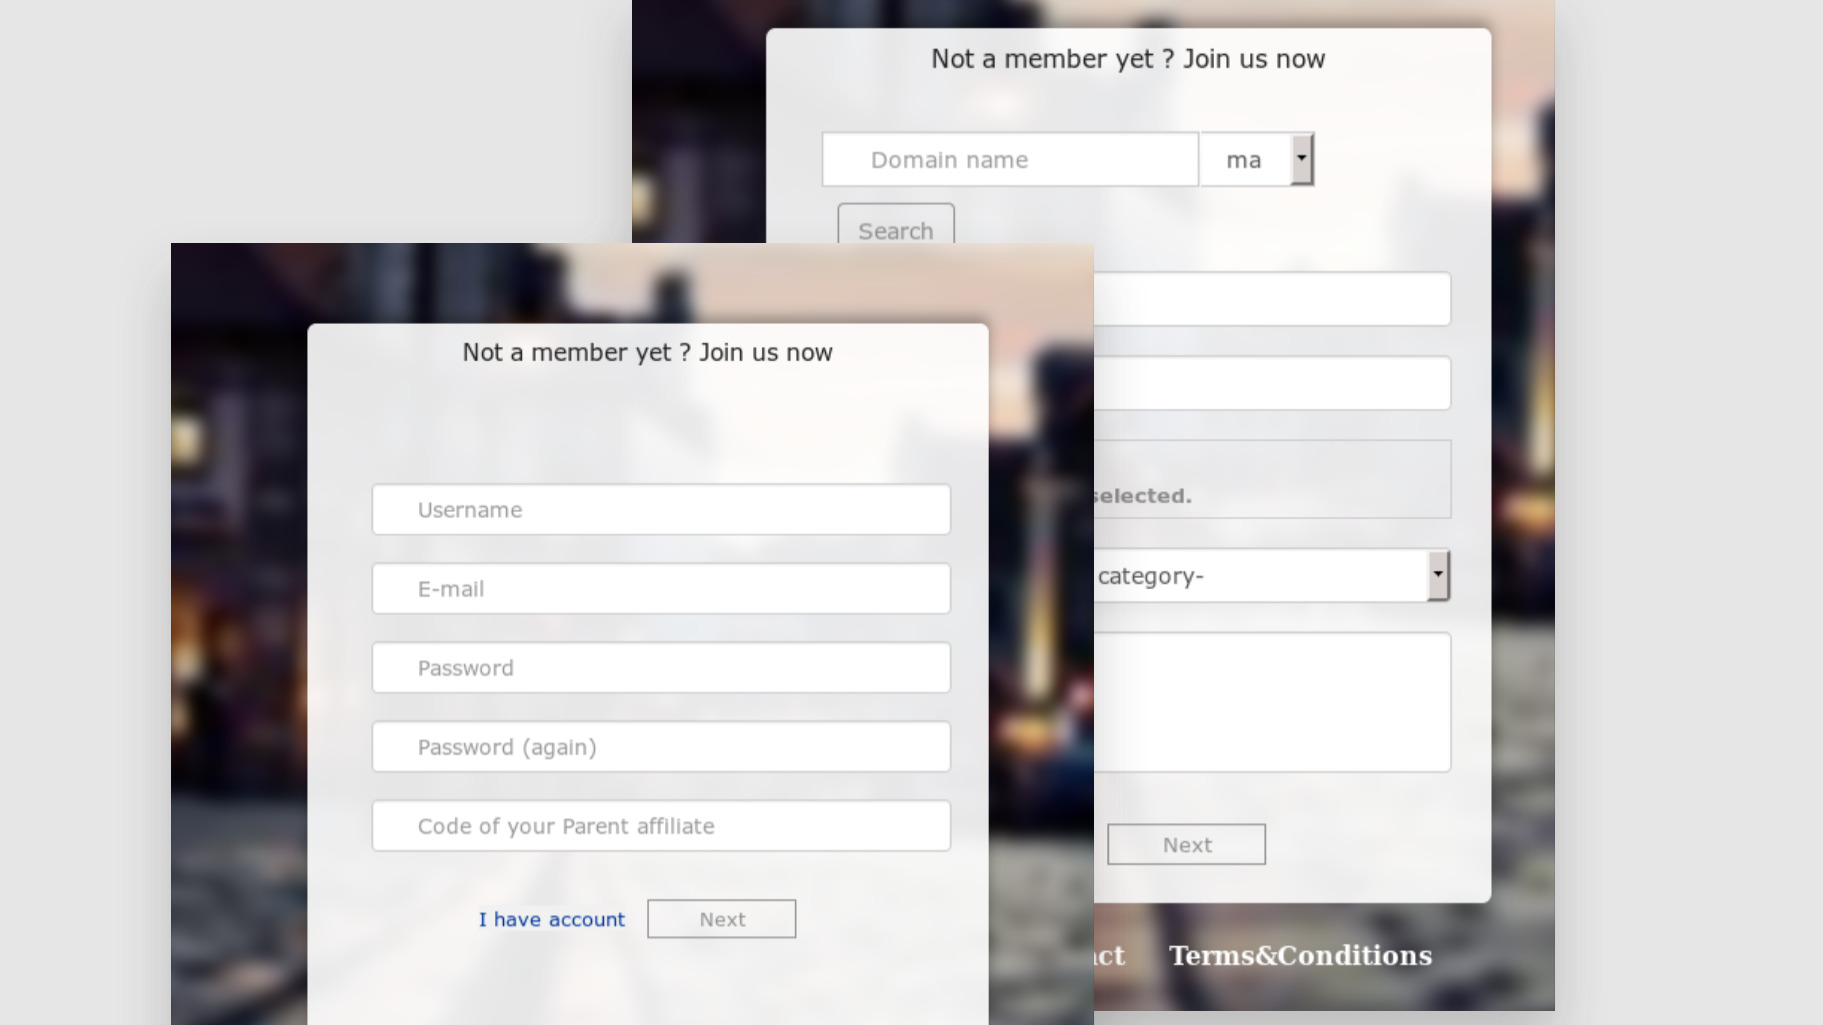 Not a member yet ? Join us now
Domain name
ma
Search
selected.
category-
Next
Terms&Conditions
Not a member yet ? Join us now
Username
E-mail
Password
Password (again)
Code of your Parent affiliate
I have account
Next